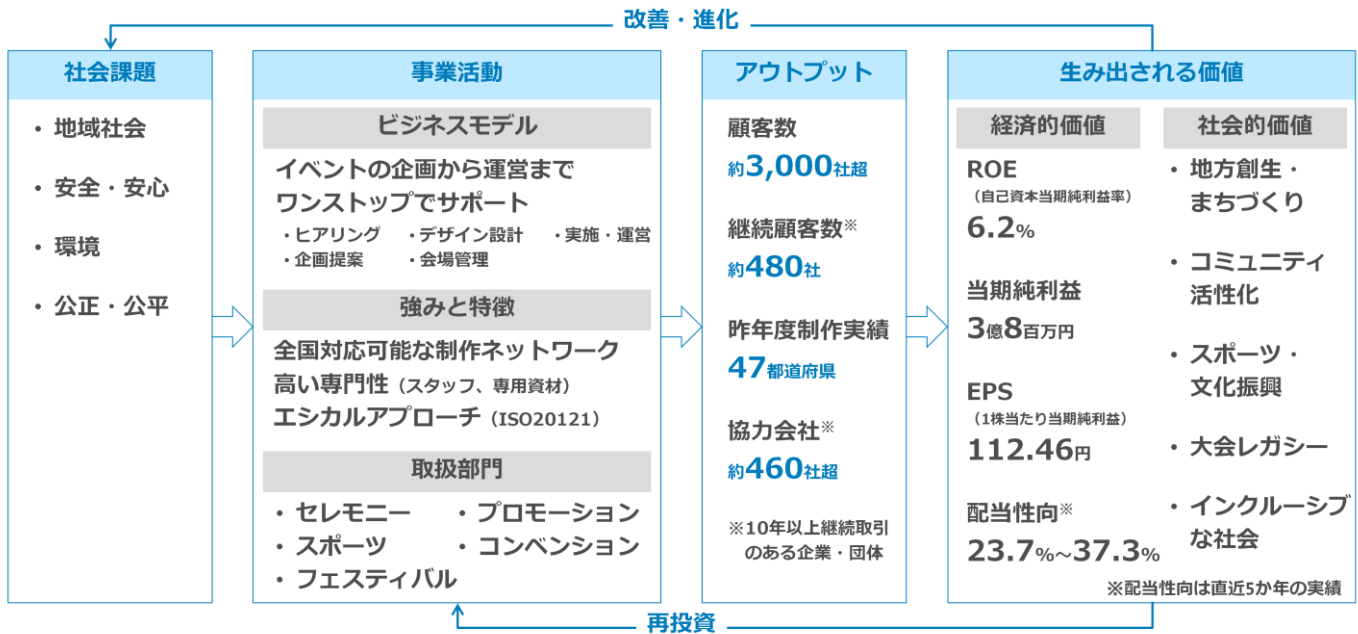 改善・進化
社会課題
・地域社会
・安全・安心
・環境
・公正・公平
事業活動
ビジネスモデル
イベントの企画から運営まで
ワンストップでサポート
・ヒアリング ・デザイン設計 ・実施・運営
・企画提案 ・会場管理
強みと特徴
全国対応可能な制作ネットワーク
高い専門性（スタッフ、専用資材）
エシカルアプローチ（ISO20121）
取扱部門
・セレモニー ・プロモーション
・スポーツ ・コンベンション
・フェスティバル
アウトプット
顧客数
約3,000社超
継続顧客数※
約480社
昨年度制作実績
47都道府県
協力会社※
約460社超
※10年以上継続取引
のある企業・団体
生み出される価値
経済的価値
ROE
（自己資本当期純利益率）
6.2%
当期純利益
3億8百万円
EPS
（1株当たり当期純利益）
112.46円
配当性向※
23.7%～37.3%
社会的価値
・地方創生・
まちづくり
・コミュニティ
活性化
・スポーツ・
文化振興
・大会レガシー
・インクルーシブ
な社会
※配当性向は直近5か年の実績
再投資